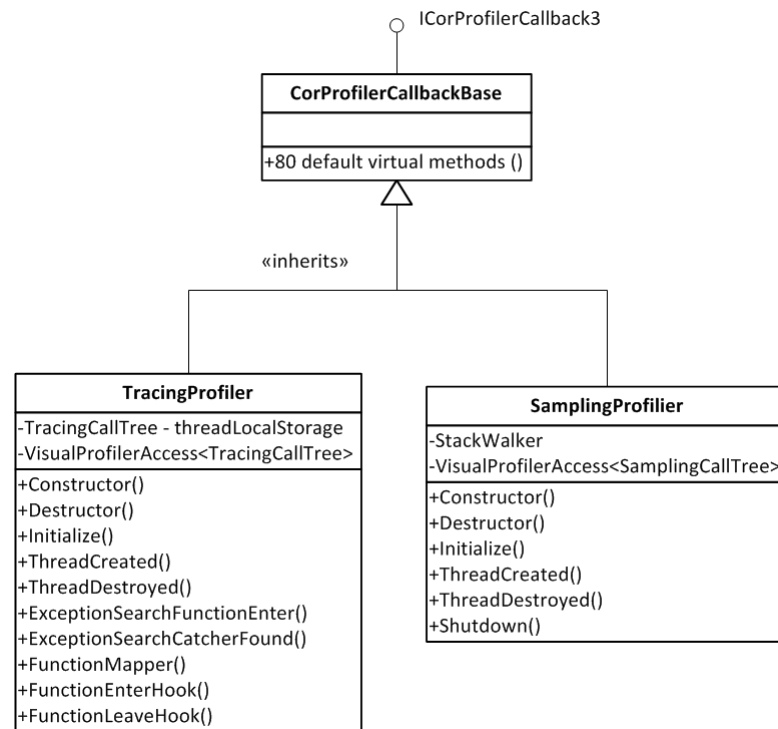 ICorProfilerCallback3
CorProfilerCallbackBase
+80 default virtual methods ()
«inherits»
TracingProfiler
-TracingCallTree - threadLocalStorage
-VisualProfilerAccess<TracingCallTree>
+Constructor()
+Destructor()
+Initialize()
+ThreadCreated()
+ThreadDestroyed()
+ExceptionSearchFunctionEnter()
+ExceptionSearchCatcherFound()
+FunctionMapper()
+FunctionEnterHook()
+FunctionLeaveHook()
SamplingProfilier
-StackWalker
-VisualProfilerAccess<SamplingCallTree>
+Constructor()
+Destructor()
+Initialize()
+ThreadCreated()
+ThreadDestroyed()
+Shutdown()